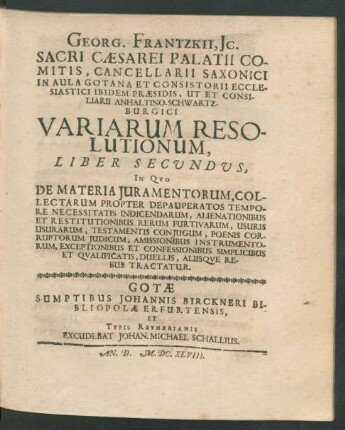 GEORG. FRANTZKII, JC.
SACRI CÆSAREI PALATII CO-
MITIS, CANCELLARII SAXONICI
IN AULA GOTANA ET CONSISTORII ECCLE-
SIASTICI IBIDEM PRÆSIDIS, UT ET CONSI-
LIARII ANHALTINO-SCHWARTZ-
BURGICI
VARIARUM RESO-
LUTIONUM,
LIBER SECUNDUS,
IN QVO
DE MATERIA JURAMENTORUM, COL-
LECTARUM PROPTER DEPAUPERATOS TEMPO-
RE NECESSITATIS INDICENDARUM, ALIENATIONIBUS
ET RESTITUTIONIBUS RERUM FURTIVARUM, USURIS
USURARUM, TESTAMENTIS CONJUGUM, POENIS COR-
RUPTORUM JUDICUM, AMISSIONIBUS INSTRUMENTO-
RUM, EXCEPTIONIBUS ET CONFESSIONIBUS SIMPLICIBUS
ET QVALIFICATIS, DUELLIS, ALIISQVE RE-
BUS TRACTATUR.
GOTÆ
SUMPTIBUS JOHANNIS BIRCKNERI BI-
BLIOPOLÆ ERFURTENSIS,
ET
TYPIS REYHERIANIS
EXCUDEBAT JOHAN. MICHAEL SCHALLIUS.
AN. D. M. DC. XLVIII.